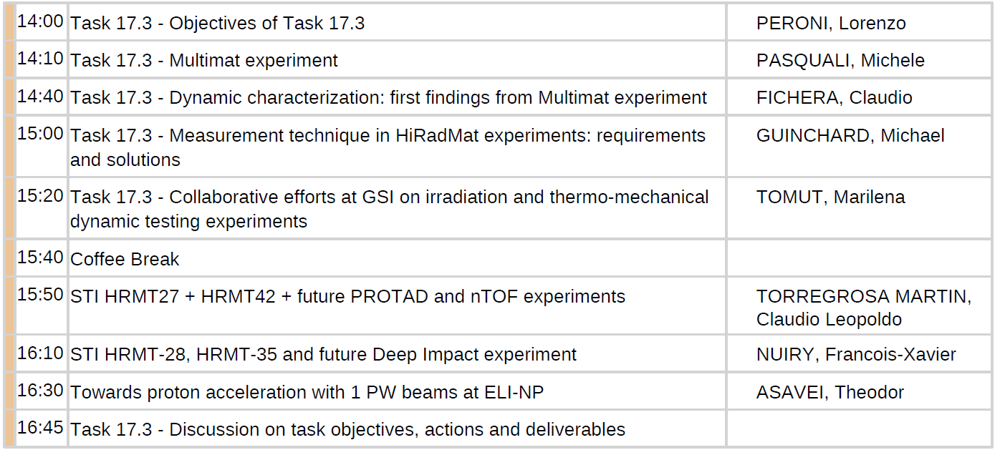 14:00 Task 17.3 - Objectives of Task 17.3 PERONI, Lorenzo
14:10 Task 17.3 - Multimat experiment PASQUALI, Michele
14:40 Task 17.3 - Dynamic characterization: first findings from Multimat experiment FICHERA, Claudio
15:00 Task 17.3 - Measurement technique in HiRadMat experiments: requirements GUINCHARD, Michael
and solutions
15:20 Task 17.3 - Collaborative efforts at GSI on irradiation and thermo-mechanical TOMUT, Marilena
dynamic testing experiments
15:40 Coffee Break
15:50 STI HRMT27 + HRMT42 + future PROTAD and nTOF experiments TORREGROSA MARTIN,
Claudio Leopoldo
16:10 STI HRMT-28, HRMT-35 and future Deep Impact experiment NUIRY, Francois-Xavier
16:30 Towards proton acceleration with 1 PW beams at ELI-NP ASAVEI, Theodor
16:45 Task 17.3 - Discussion on task objectives, actions and deliverables